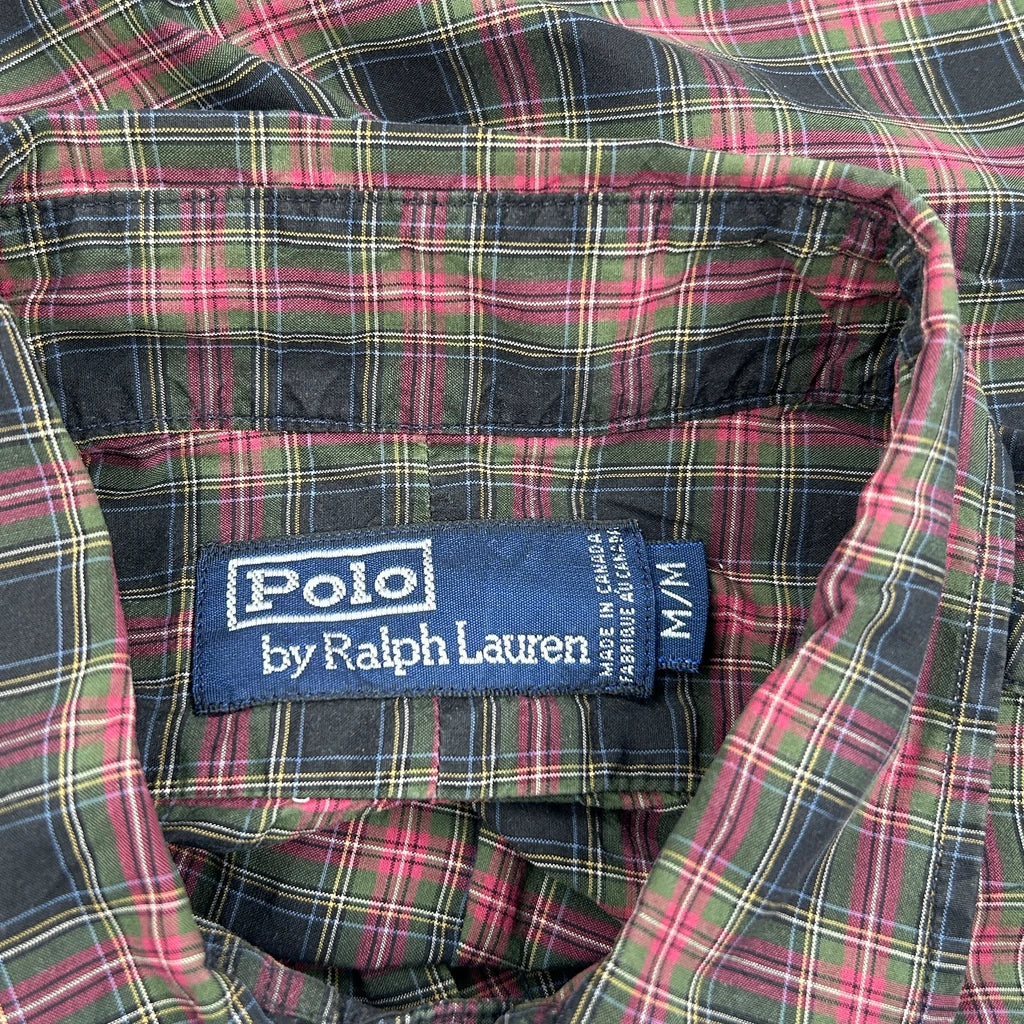 Polo
by Ralph Lauren
MADE IN CANADA
FABRIQUE AU CANADA
M/M